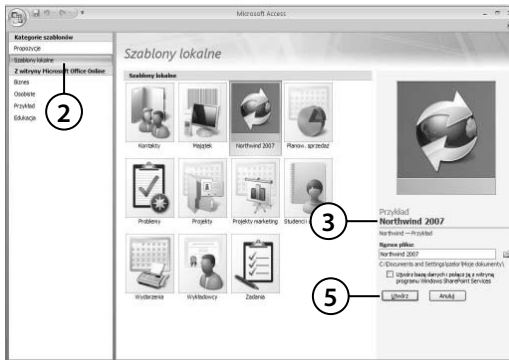 Microsoft Access
Kategorie szablonów
Propozycje
Szablony lokalne
Z witryny Microsoft Office Online
Biznes
Osobiste
Przykład
Edukacja
2
Szablony lokalne
Szablony lokalne
Kontakty
Majątek
Northwind 2007
Planow. sprzedaż
Problemy
Projekty
Projekty marketing
Studenci
Wydarzenia
Wykładowcy
Zadania
3
5
Przykład
Northwind 2007
Northwind — Przykład
Nazwa pliku:
Northwind 2007
C:\Documents and Settings\ \Moje dokumenty\
Utwórz bazę danych i połącz ją z witryną
programu Windows SharePoint Services
Utwórz
Anuluj